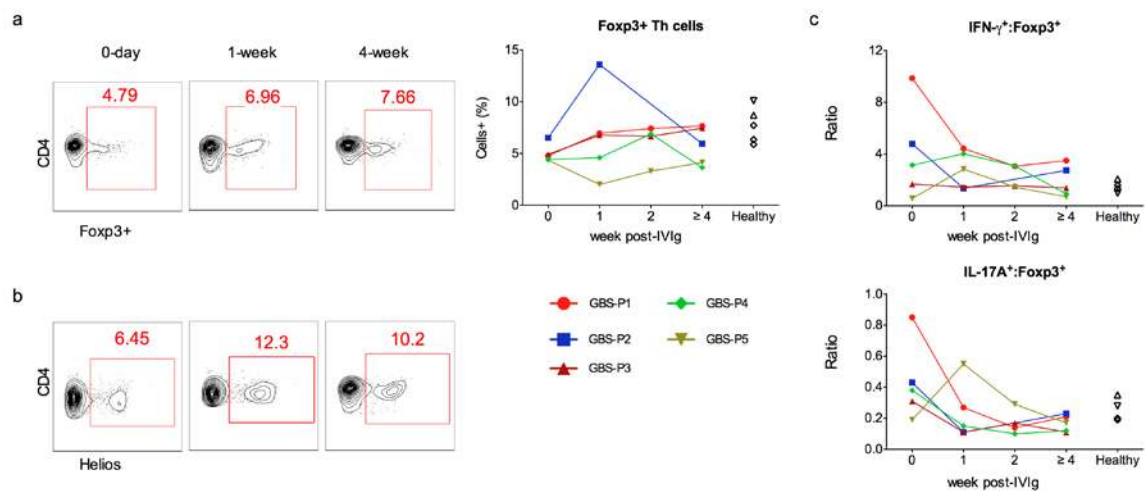 a
0-day
1-week
4-week
4.79
6.96
7.66
CD4
Foxp3+
Foxp3+ Th cells
15
10
5
0
Cells+ (%)
0 1 2 ≥ 4 Healthy
week post-IVIg
c
IFN-γ⁺:Foxp3⁺
12
8
4
0
Ratio
0 1 2 ≥ 4 Healthy
week post-IVIg
b
6.45
12.3
10.2
CD4
Helios
GBS-P1
GBS-P2
GBS-P3
GBS-P4
GBS-P5
IL-17A⁺:Foxp3⁺
1.0
0.8
0.6
0.4
0.2
0.0
Ratio
0 1 2 ≥ 4 Healthy
week post-IVIg